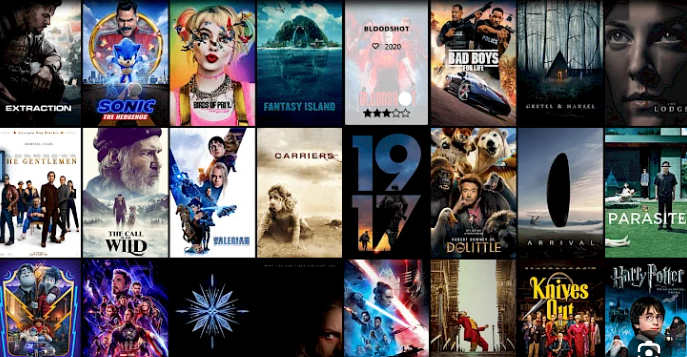 EXTRACTION
SONIC
THE HEDGEHOG
BIRDS OF PREY
FANTASY ISLAND
BLOODSHOT
2020
BAD BOYS
FOR LIFE
GRETEL & HANSEL
THE
LODGE
THE GENTLEMEN
THE CALL
OF THE
WILD
VALERIAN
CARRIERS
19
17
ROBERT DOWNEY JR.
DOLITTLE
ARRIVAL
PARASITE
Knives
Out
Harry Potter